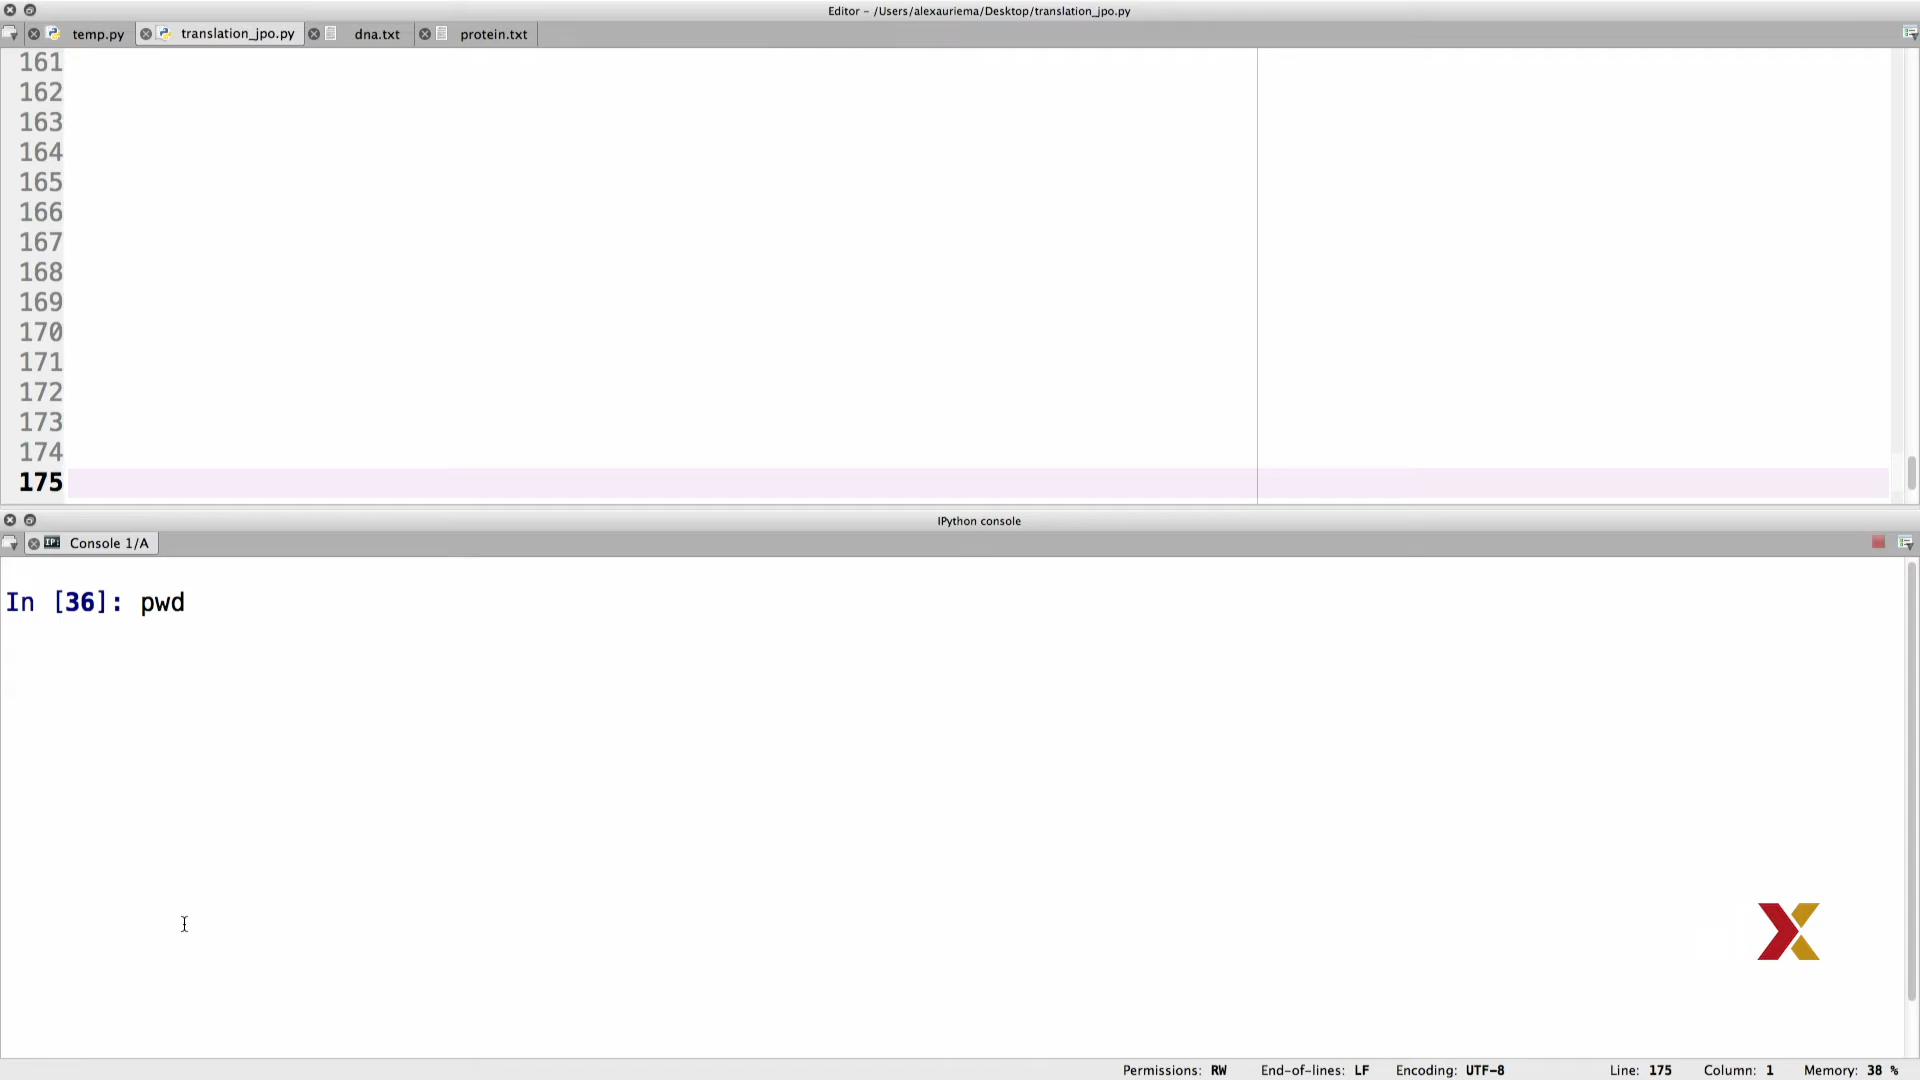 Editor – /Users/alexauriema/Desktop/translation_jpo.py
temp.py translation_jpo.py dna.txt protein.txt
161
162
163
164
165
166
167
168
169
170
171
172
173
174
175
IPython console
IP: Console 1/A
In [36]: pwd
Permissions: RW End-of-lines: LF Encoding: UTF-8 Line: 175 Column: 1 Memory: 38 %